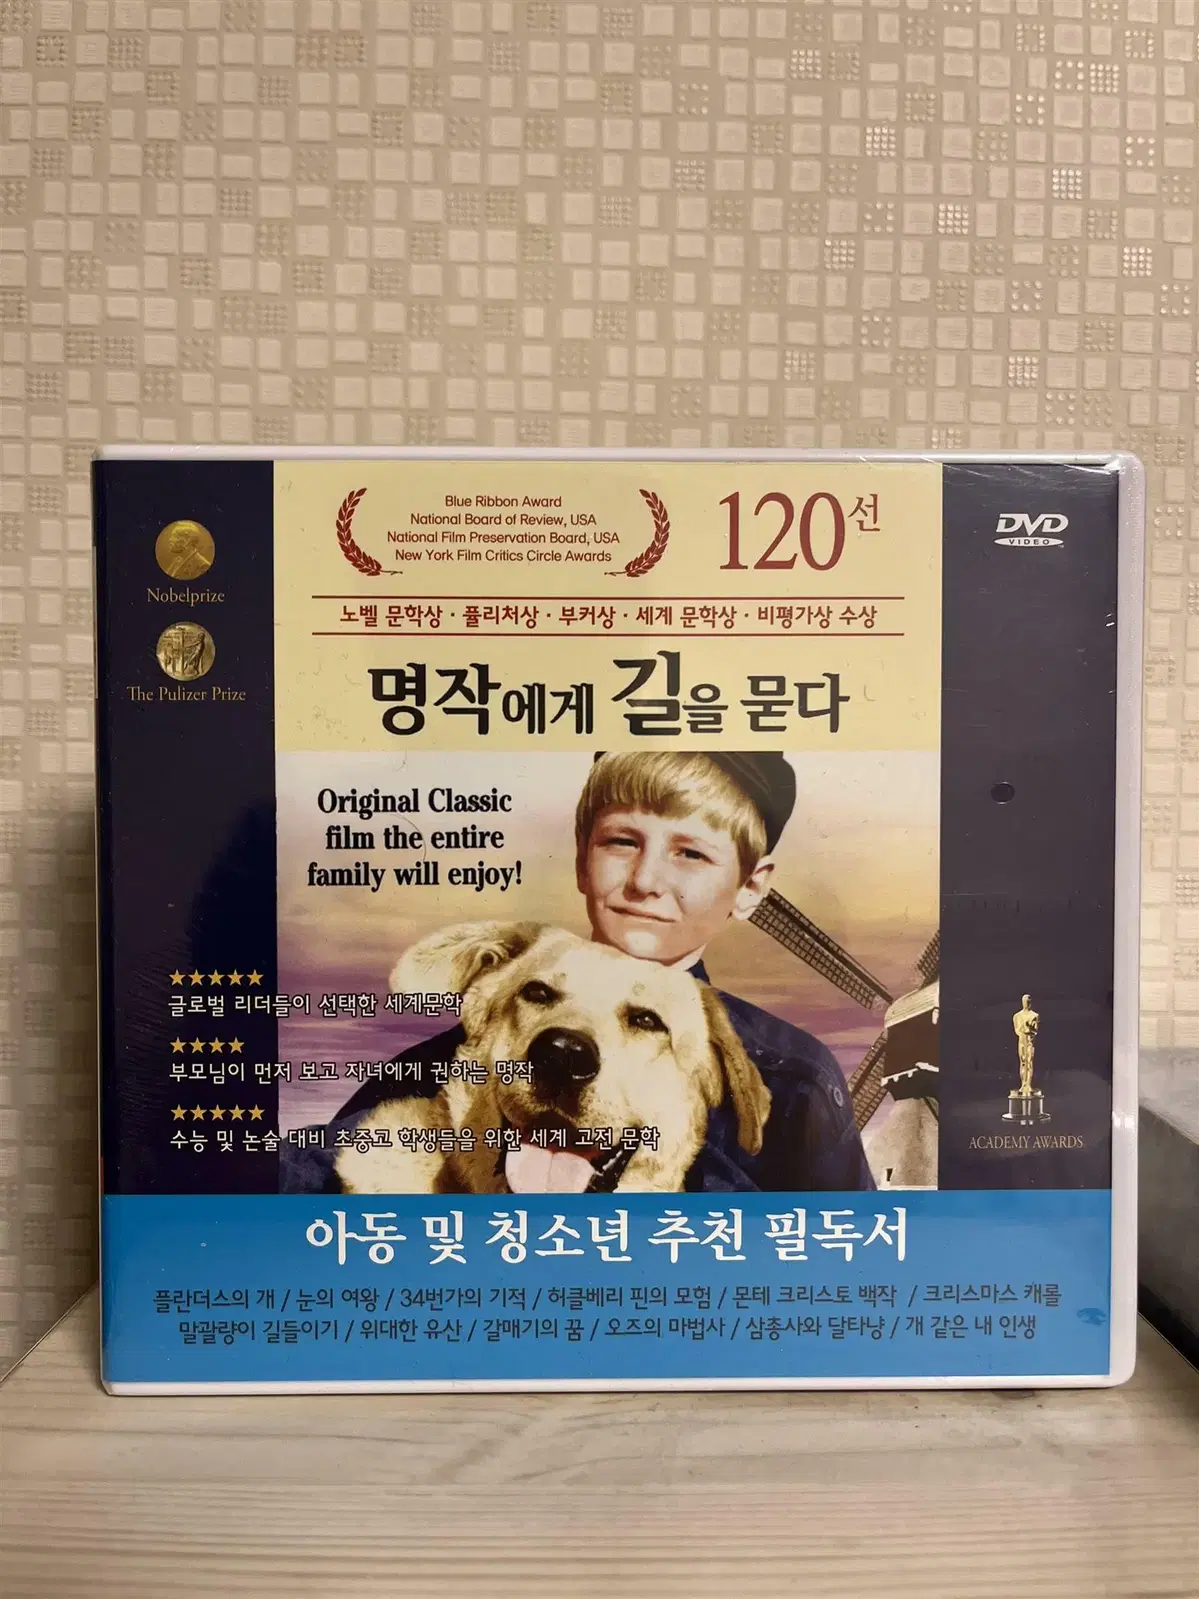 Blue Ribbon Award
National Board of Review, USA
National Film Preservation Board, USA
New York Film Critics Circle Awards
120선
DVD
VIDEO
Nobelprize
The Pulizer Prize
노벨 문학상 · 퓰리처상 · 부커상 · 세계 문학상 · 비평가상 수상
명작에게 길을 묻다
Original Classic
film the entire
family will enjoy!
★★★★★
글로벌 리더들이 선택한 세계문학
★★★★
부모님이 먼저 보고 자녀에게 권하는 명작
★★★★★
수능 및 논술 대비 초중고 학생들을 위한 세계 고전 문학
ACADEMY AWARDS
아동 및 청소년 추천 필독서
플란더스의 개 / 눈의 여왕 / 34번가의 기적 / 허클베리 핀의 모험 / 몬테 크리스토 백작 / 크리스마스 캐롤
말괄량이 길들이기 / 위대한 유산 / 갈매기의 꿈 / 오즈의 마법사 / 삼총사와 달타냥 / 개 같은 내 인생